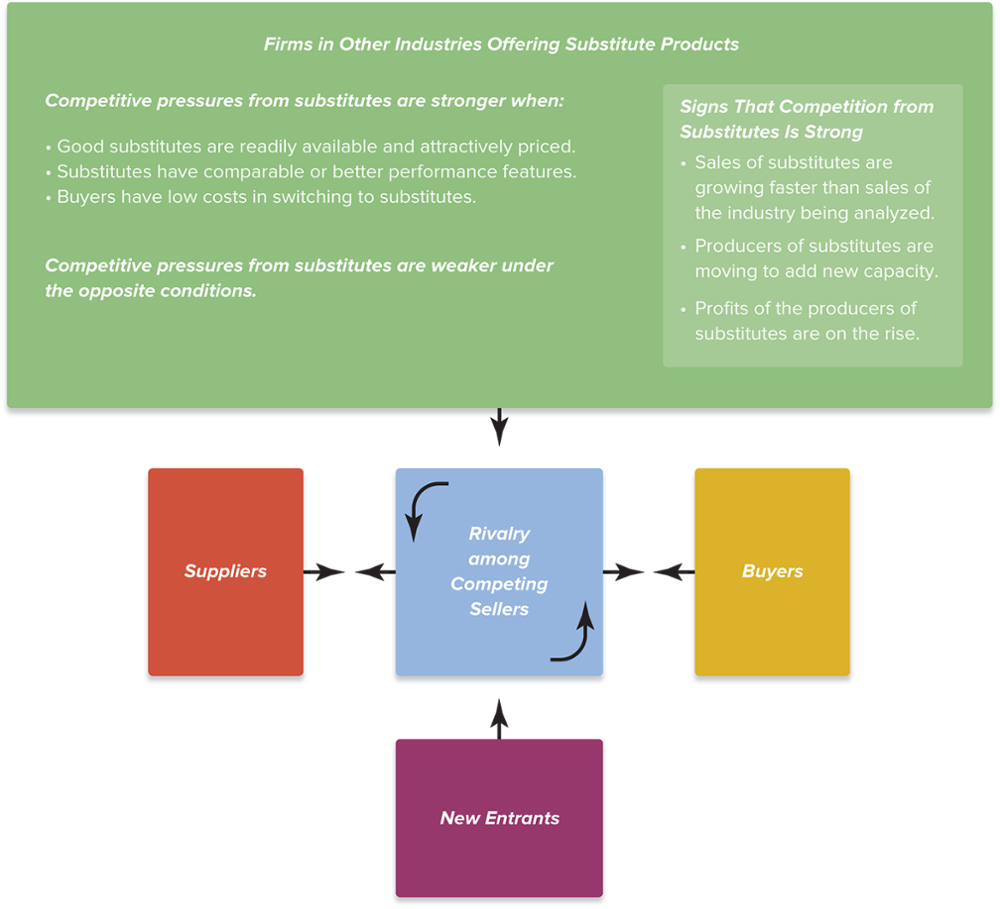 Firms in Other Industries Offering Substitute Products
Competitive pressures from substitutes are stronger when:
• Good substitutes are readily available and attractively priced.
• Substitutes have comparable or better performance features.
• Buyers have low costs in switching to substitutes.
Competitive pressures from substitutes are weaker under
the opposite conditions.
Signs That Competition from
Substitutes Is Strong
• Sales of substitutes are
growing faster than sales of
the industry being analyzed.
• Producers of substitutes are
moving to add new capacity.
• Profits of the producers of
substitutes are on the rise.
Suppliers
Rivalry
among
Competing
Sellers
Buyers
New Entrants